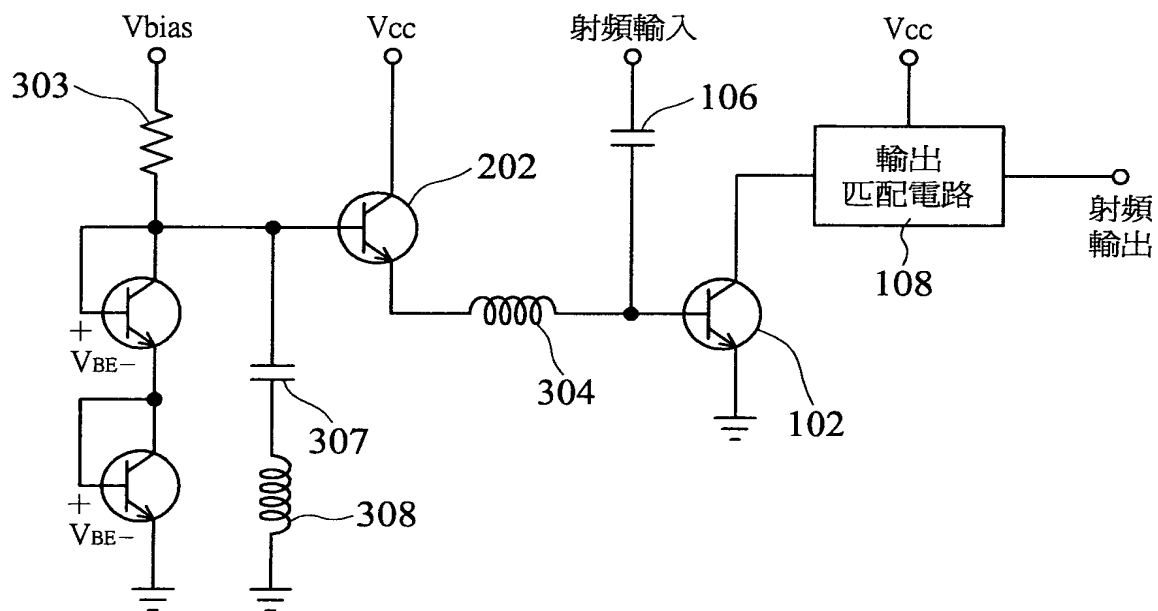 Vbias
Vcc
射頻輸入
Vcc
303
106
202
輸出
匹配電路
108
射頻
輸出
+
VBE-
304
102
307
+
VBE-
308